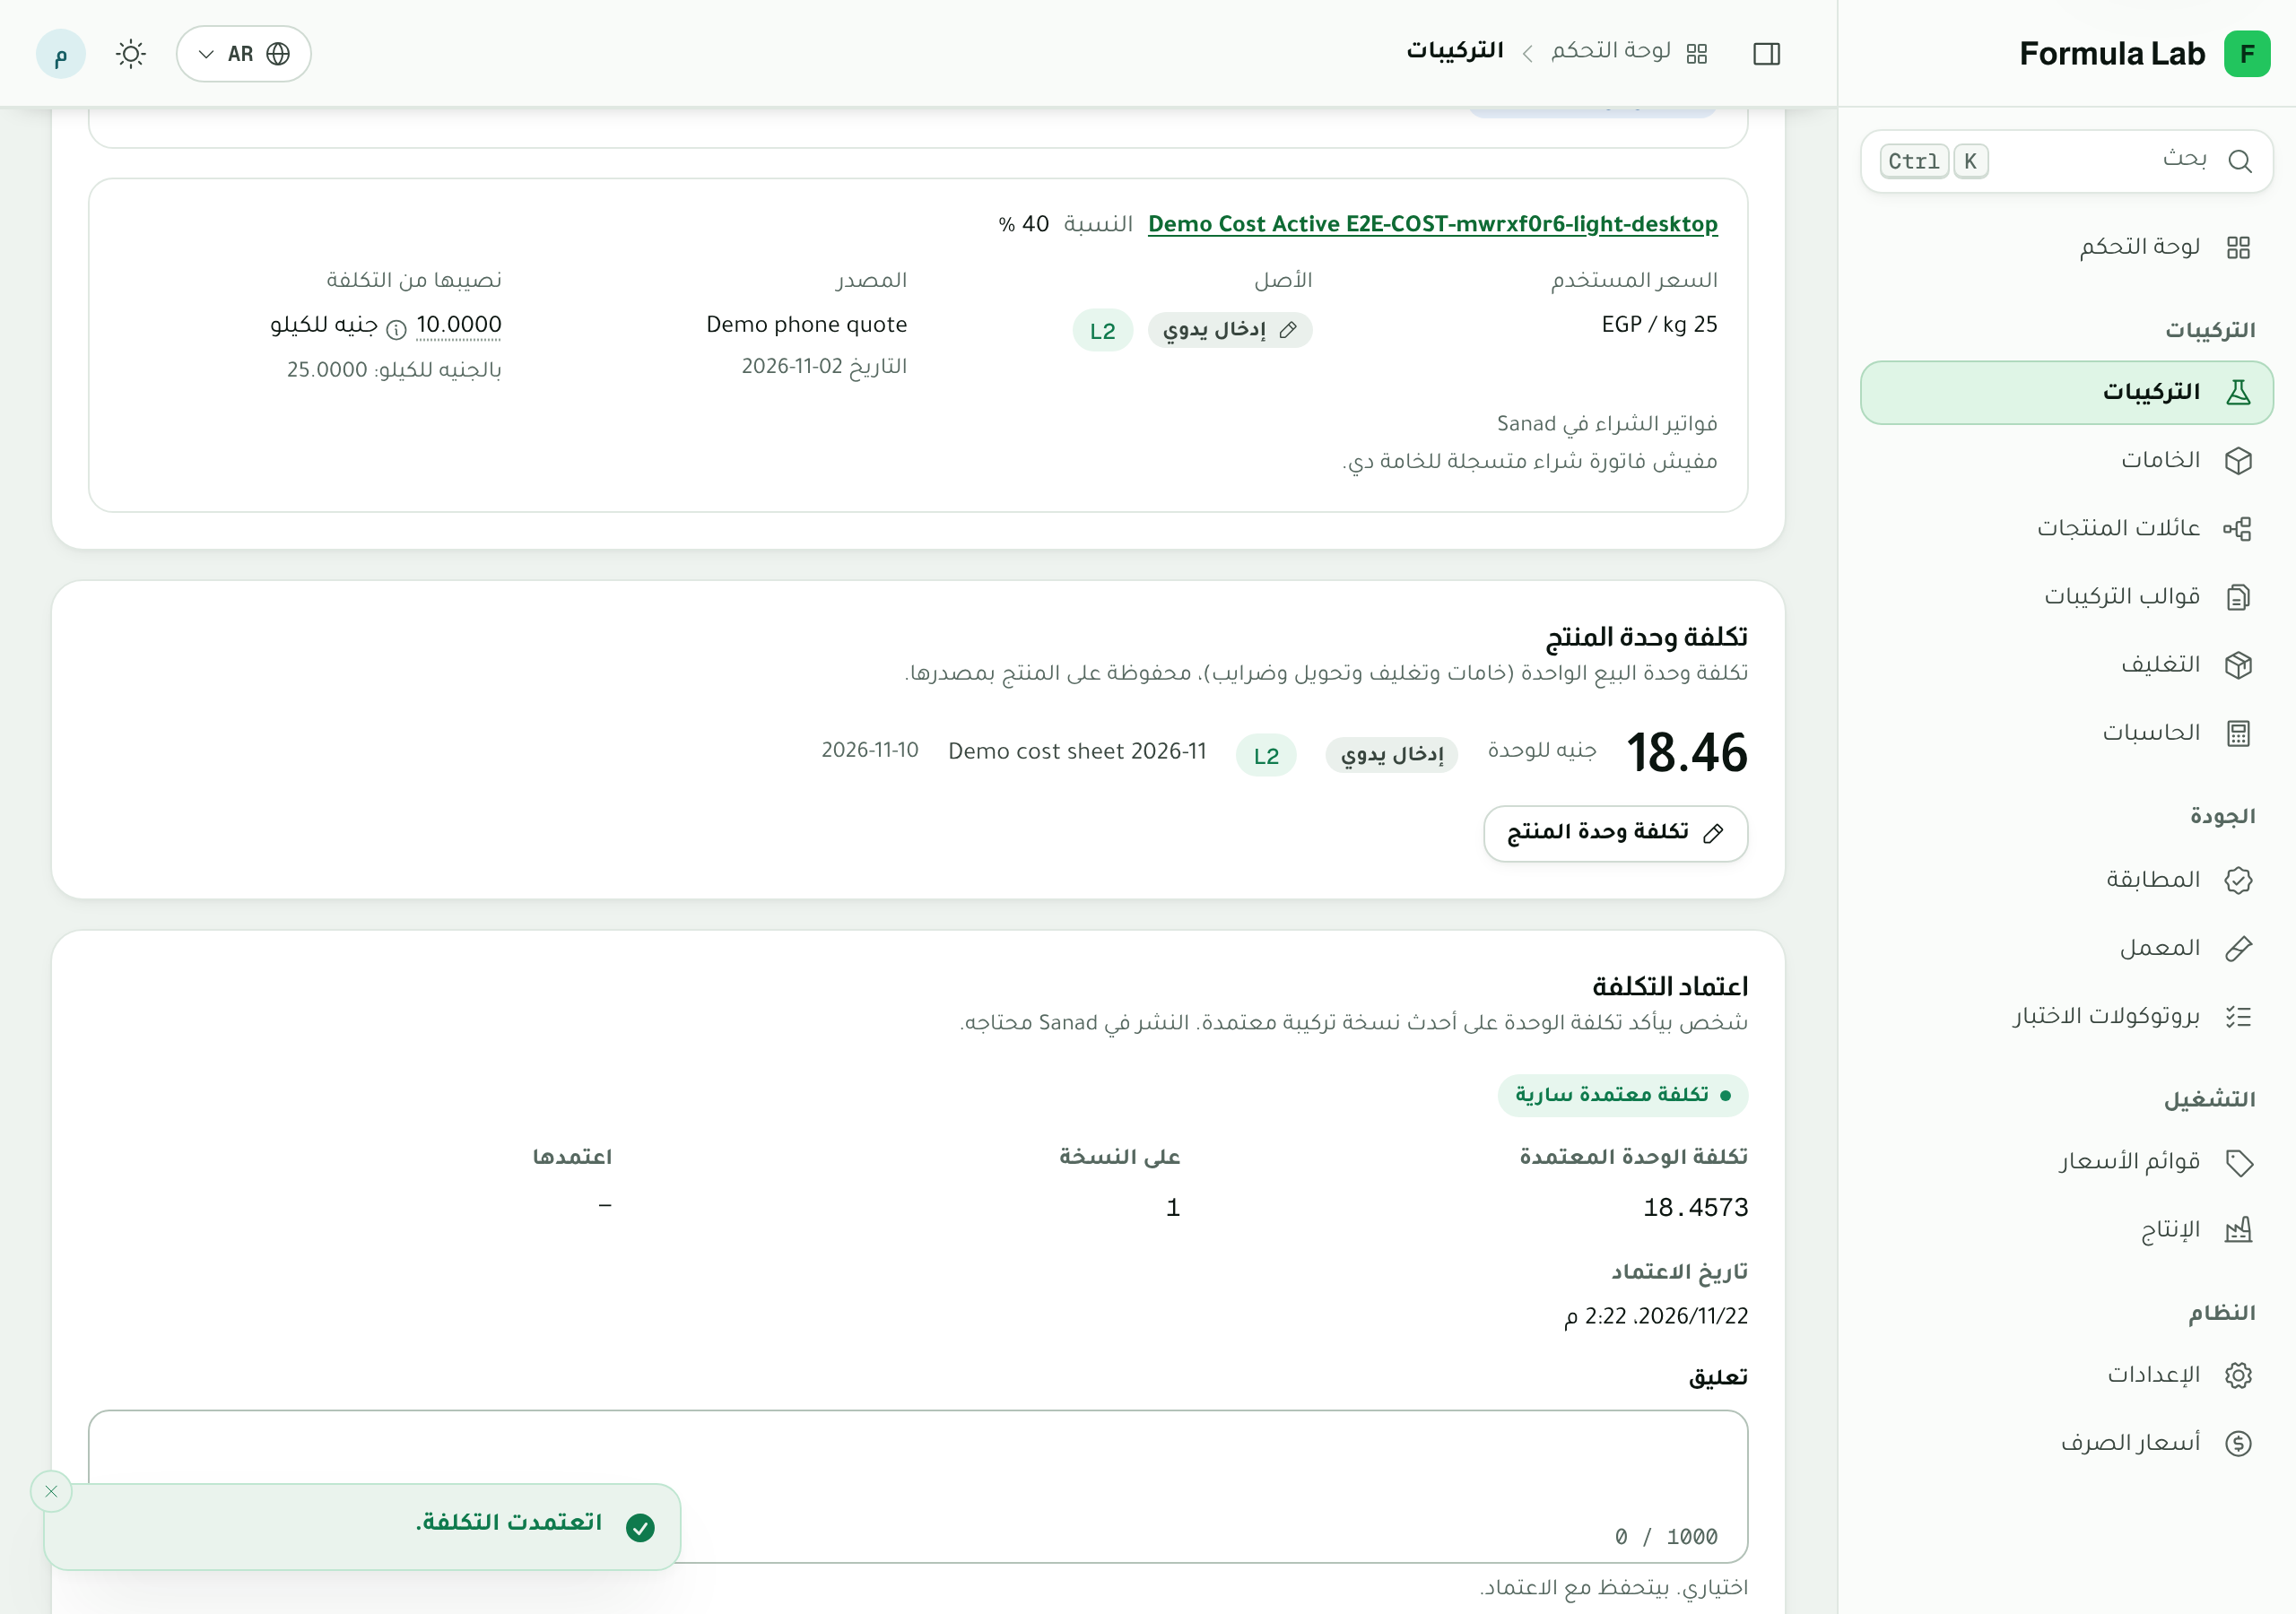 F Formula Lab
بحث Ctrl K
لوحة التحكم
التركيبات
التركيبات
الخامات
عائلات المنتجات
قوالب التركيبات
التغليف
الحاسبات
الجودة
المطابقة
المعمل
بروتوكولات الاختبار
التشغيل
قوائم الأسعار
الإنتاج
النظام
الإعدادات
أسعار الصرف
لوحة التحكم
التركيبات
AR
م
Demo Cost Active E2E-COST-mwrxf0r6-light-desktop النسبة 40 %
السعر المستخدم
25 EGP / kg
الأصل
إدخال يدوي L2
المصدر
Demo phone quote
التاريخ 2026-11-02
نصيبها من التكلفة
10.0000 جنيه للكيلو
بالجنيه للكيلو: 25.0000
فواتير الشراء في Sanad
مفيش فاتورة شراء متسجلة للخامة دي.
تكلفة وحدة المنتج
تكلفة وحدة البيع الواحدة (خامات وتغليف وتحويل وضرايب)، محفوظة على المنتج بمصدرها.
18.46 جنيه للوحدة إدخال يدوي L2 Demo cost sheet 2026-11 2026-11-10
تكلفة وحدة المنتج
اعتماد التكلفة
شخص بيأكد تكلفة الوحدة على أحدث نسخة تركيبة معتمدة. النشر في Sanad محتاجه.
تكلفة معتمدة سارية
تكلفة الوحدة المعتمدة
18.4573
على النسخة
1
اعتمدها
–
تاريخ الاعتماد
2026/11/22، 2:22 م
تعليق
0 / 1000
اختياري. بيتحفظ مع الاعتماد.
اتعتمدت التكلفة.